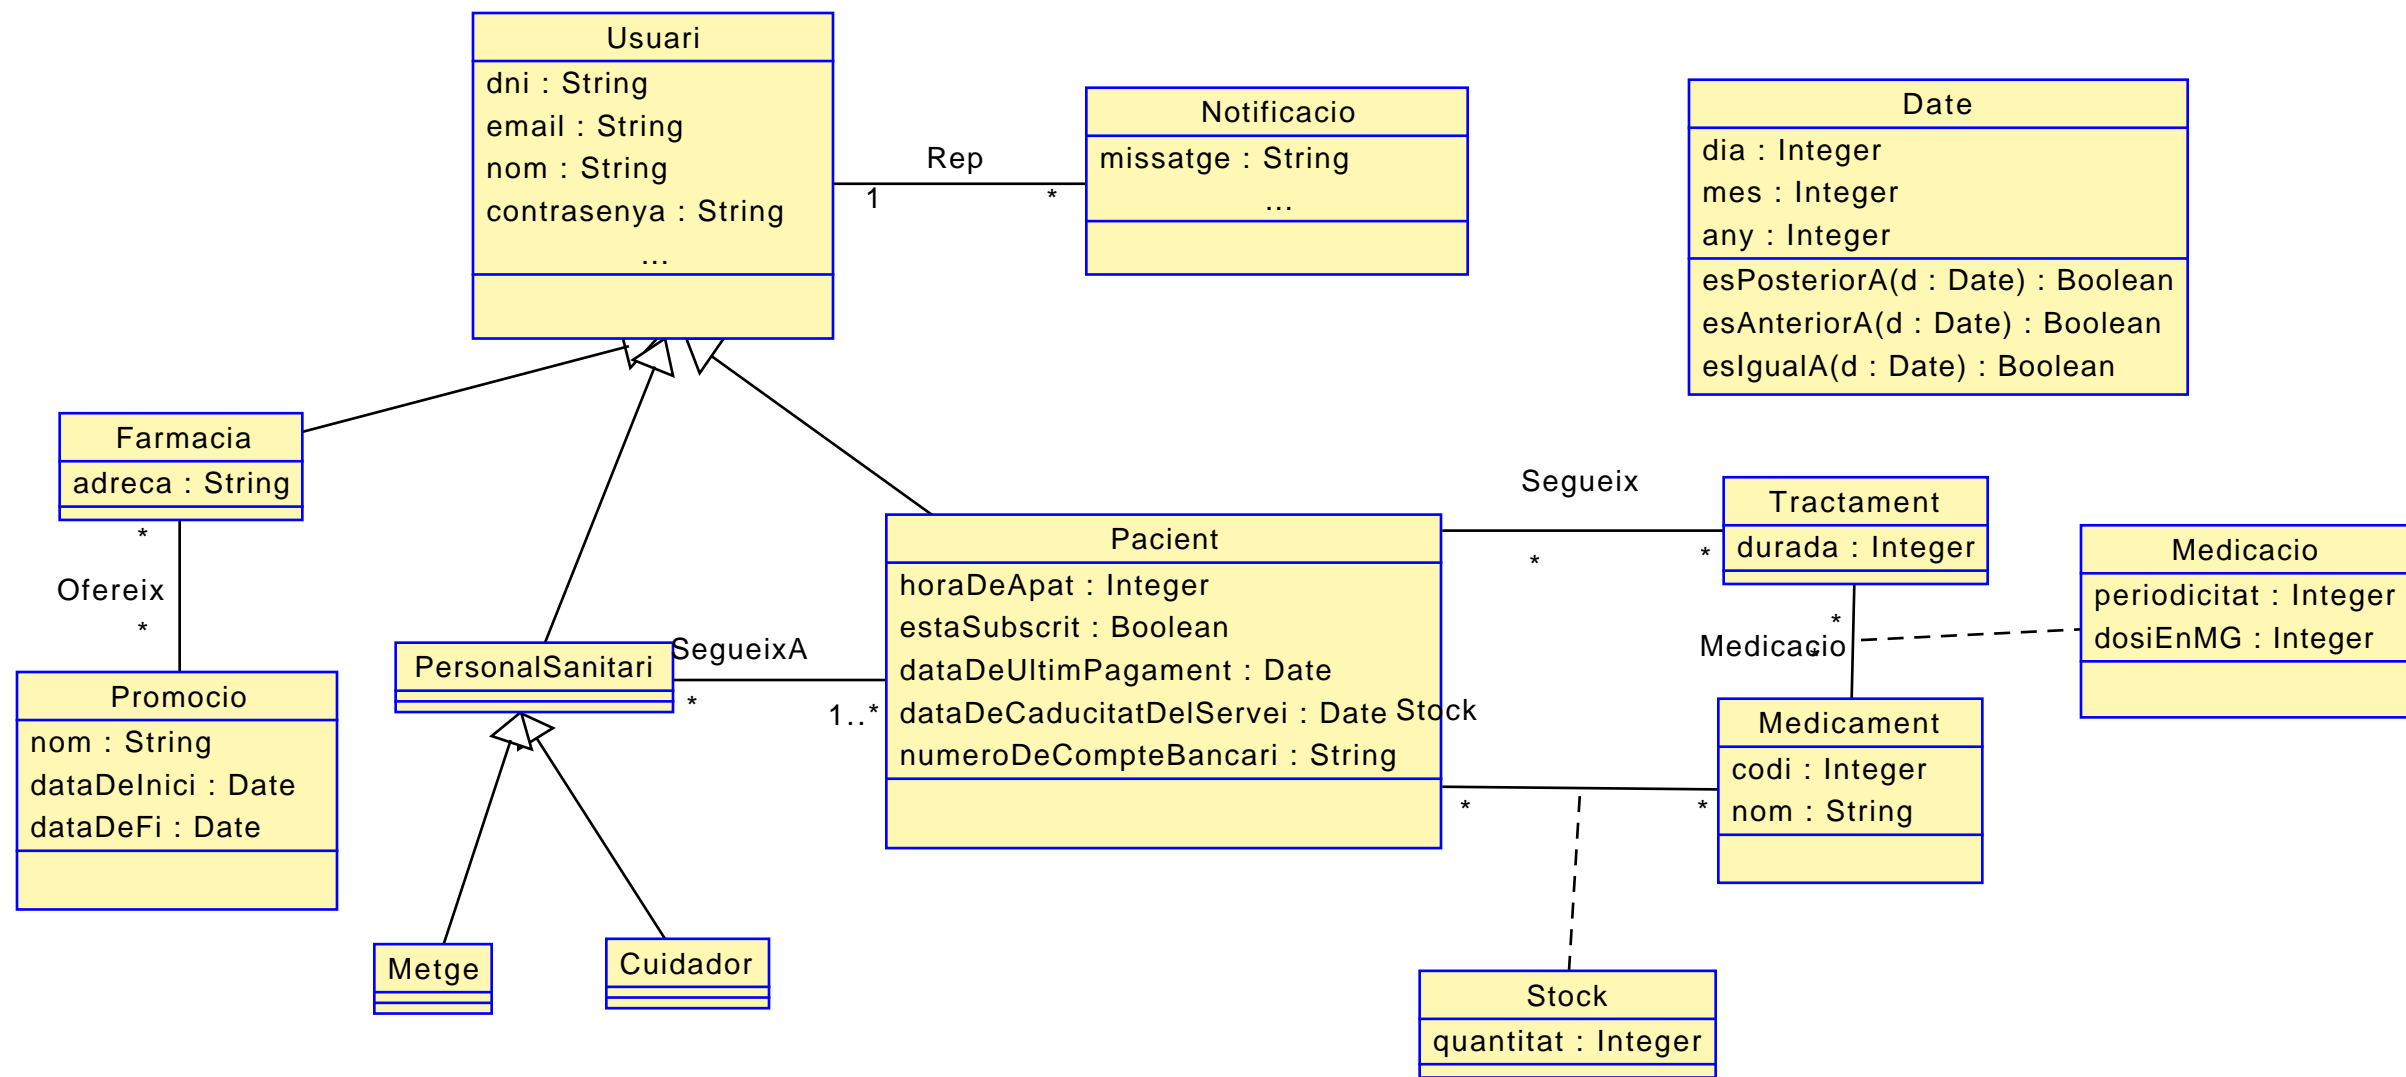 Usuari
dni : String
email : String
nom : String
contrasenya : String
...
Rep
1
*
Notificacio
missatge : String
...
Date
dia : Integer
mes : Integer
any : Integer
esPosteriorA(d : Date) : Boolean
esAnteriorA(d : Date) : Boolean
esIgualA(d : Date) : Boolean
Farmacia
adreca : String
*
Ofereix
*
Promocio
nom : String
dataDeInici : Date
dataDeFi : Date
PersonalSanitari
SegueixA
*
1..*
Metge
Cuidador
Pacient
horaDeApat : Integer
estaSubscrit : Boolean
dataDeUltimPagament : Date
dataDeCaducitatDelServei : Date
numeroDeCompteBancari : String
Segueix
*
*
Tractament
durada : Integer
*
Medicacio
*
Medicacio
periodicitat : Integer
dosiEnMG : Integer
Medicament
codi : Integer
nom : String
Stock
*
*
Stock
quantitat : Integer